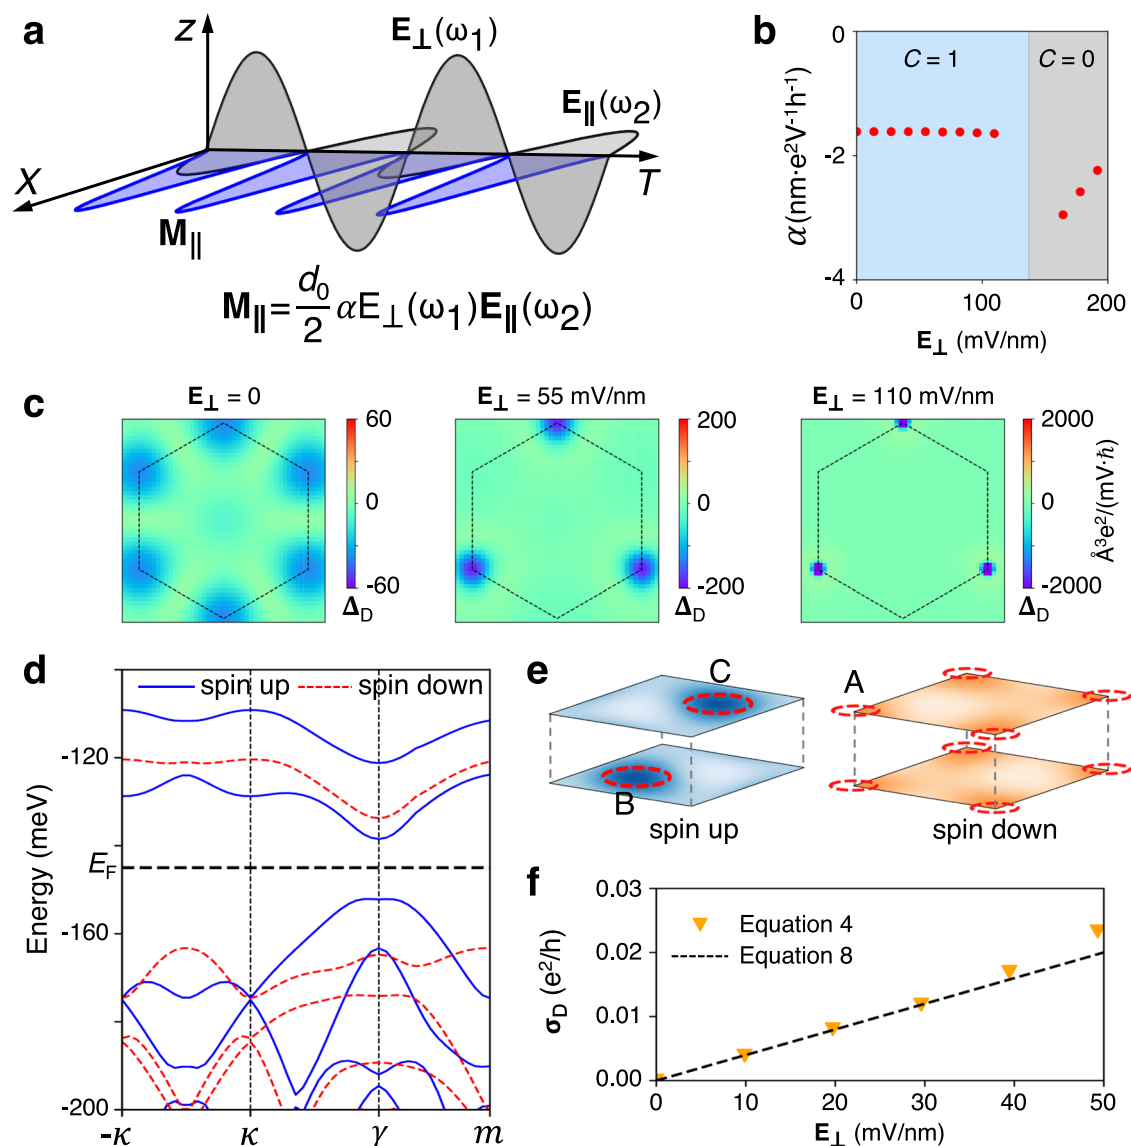 a
Z
E⊥(ω1)
E∥(ω2)
X
T
M∥
M∥=d0/2 αE⊥(ω1)E∥(ω2)
b
0
-2
-4
α(nm·e²V⁻¹h⁻¹)
C = 1
C = 0
0
100
200
E⊥ (mV/nm)
c
E⊥ = 0
60
0
-60
ΔD
E⊥ = 55 mV/nm
200
0
-200
ΔD
E⊥ = 110 mV/nm
2000
0
-2000
ΔD
Å³e²/(mV·ħ)
d
spin up
spin down
Energy (meV)
-120
EF
-160
-200
-κ
κ
γ
m
e
C
B
spin up
A
spin down
f
0.03
0.02
0.01
0.00
σD (e²/h)
Equation 4
Equation 8
0
10
20
30
40
50
E⊥ (mV/nm)